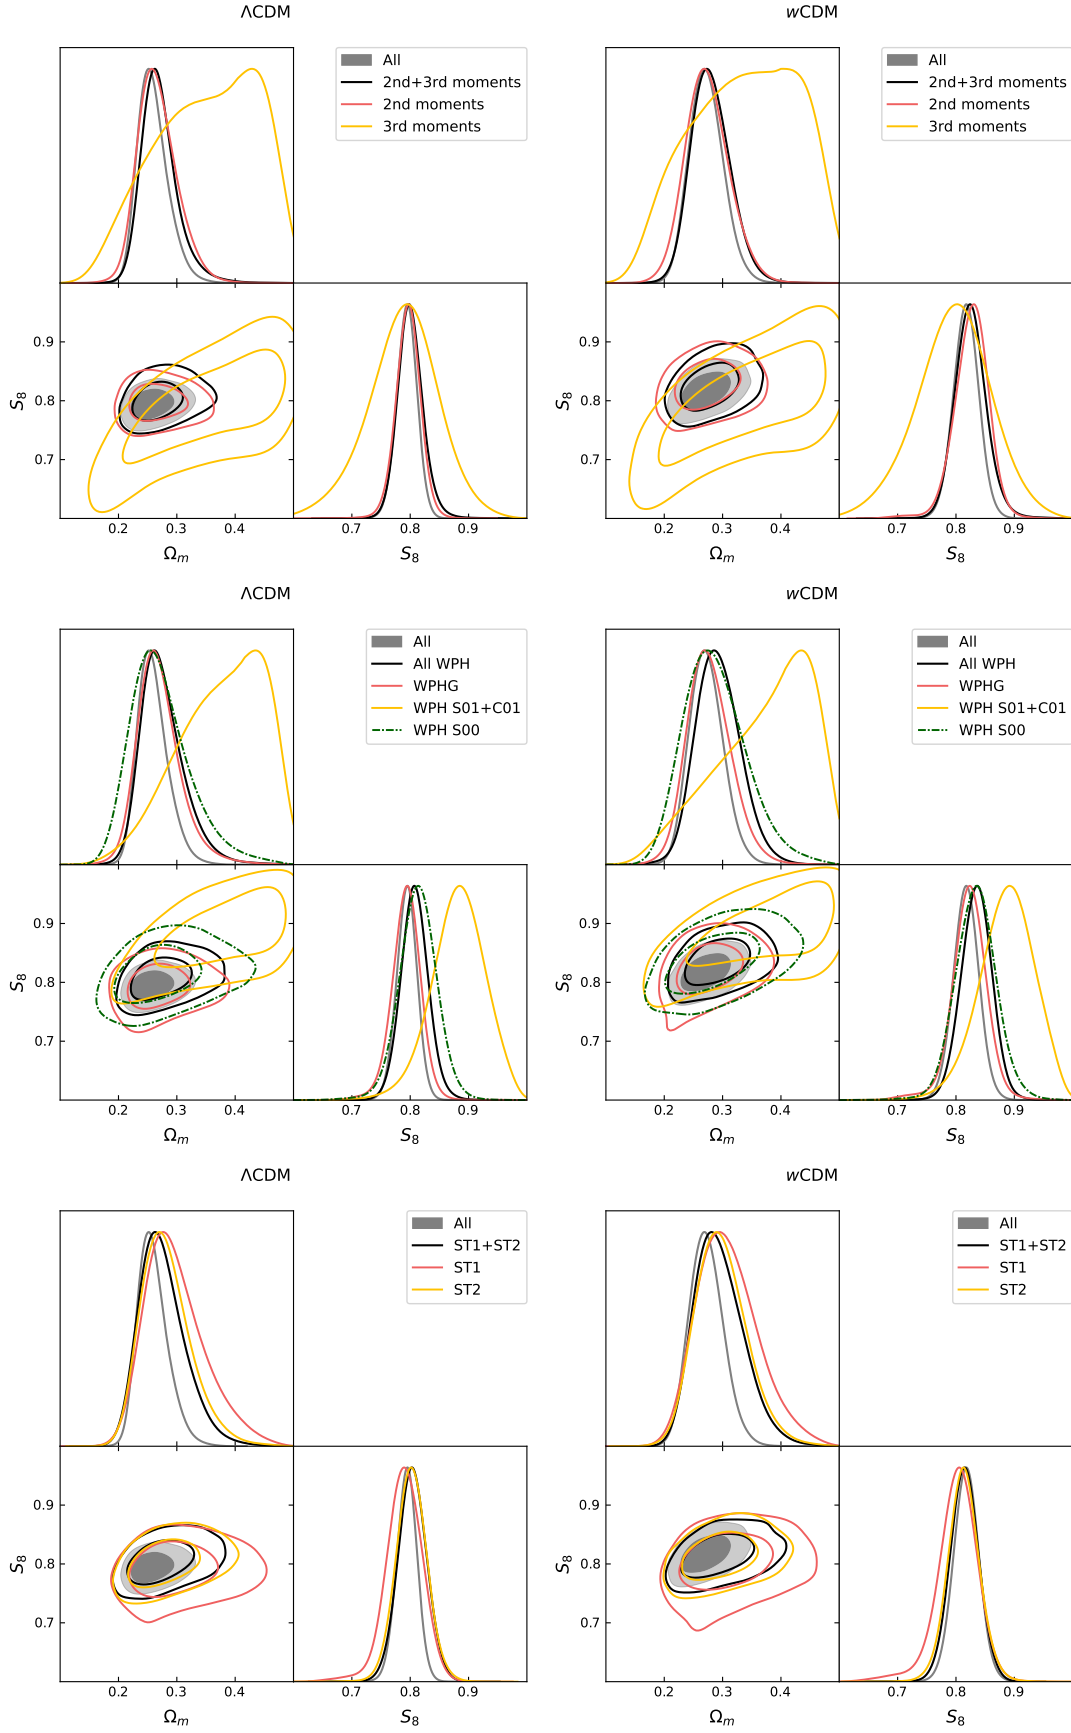 ΛCDM
wCDM
All
2nd+3rd moments
2nd moments
3rd moments
All
2nd+3rd moments
2nd moments
3rd moments
0.9
0.8
0.7
S8
0.2 0.3 0.4
Ωm
0.7 0.8 0.9
S8
0.9
0.8
0.7
S8
0.2 0.3 0.4
Ωm
0.7 0.8 0.9
S8
ΛCDM
wCDM
All
All WPH
WPHG
WPH S01+C01
WPH S00
All
All WPH
WPHG
WPH S01+C01
WPH S00
0.9
0.8
0.7
S8
0.2 0.3 0.4
Ωm
0.7 0.8 0.9
S8
0.9
0.8
0.7
S8
0.2 0.3 0.4
Ωm
0.7 0.8 0.9
S8
ΛCDM
wCDM
All
ST1+ST2
ST1
ST2
All
ST1+ST2
ST1
ST2
0.9
0.8
0.7
S8
0.2 0.3 0.4
Ωm
0.7 0.8 0.9
S8
0.9
0.8
0.7
S8
0.2 0.3 0.4
Ωm
0.7 0.8 0.9
S8